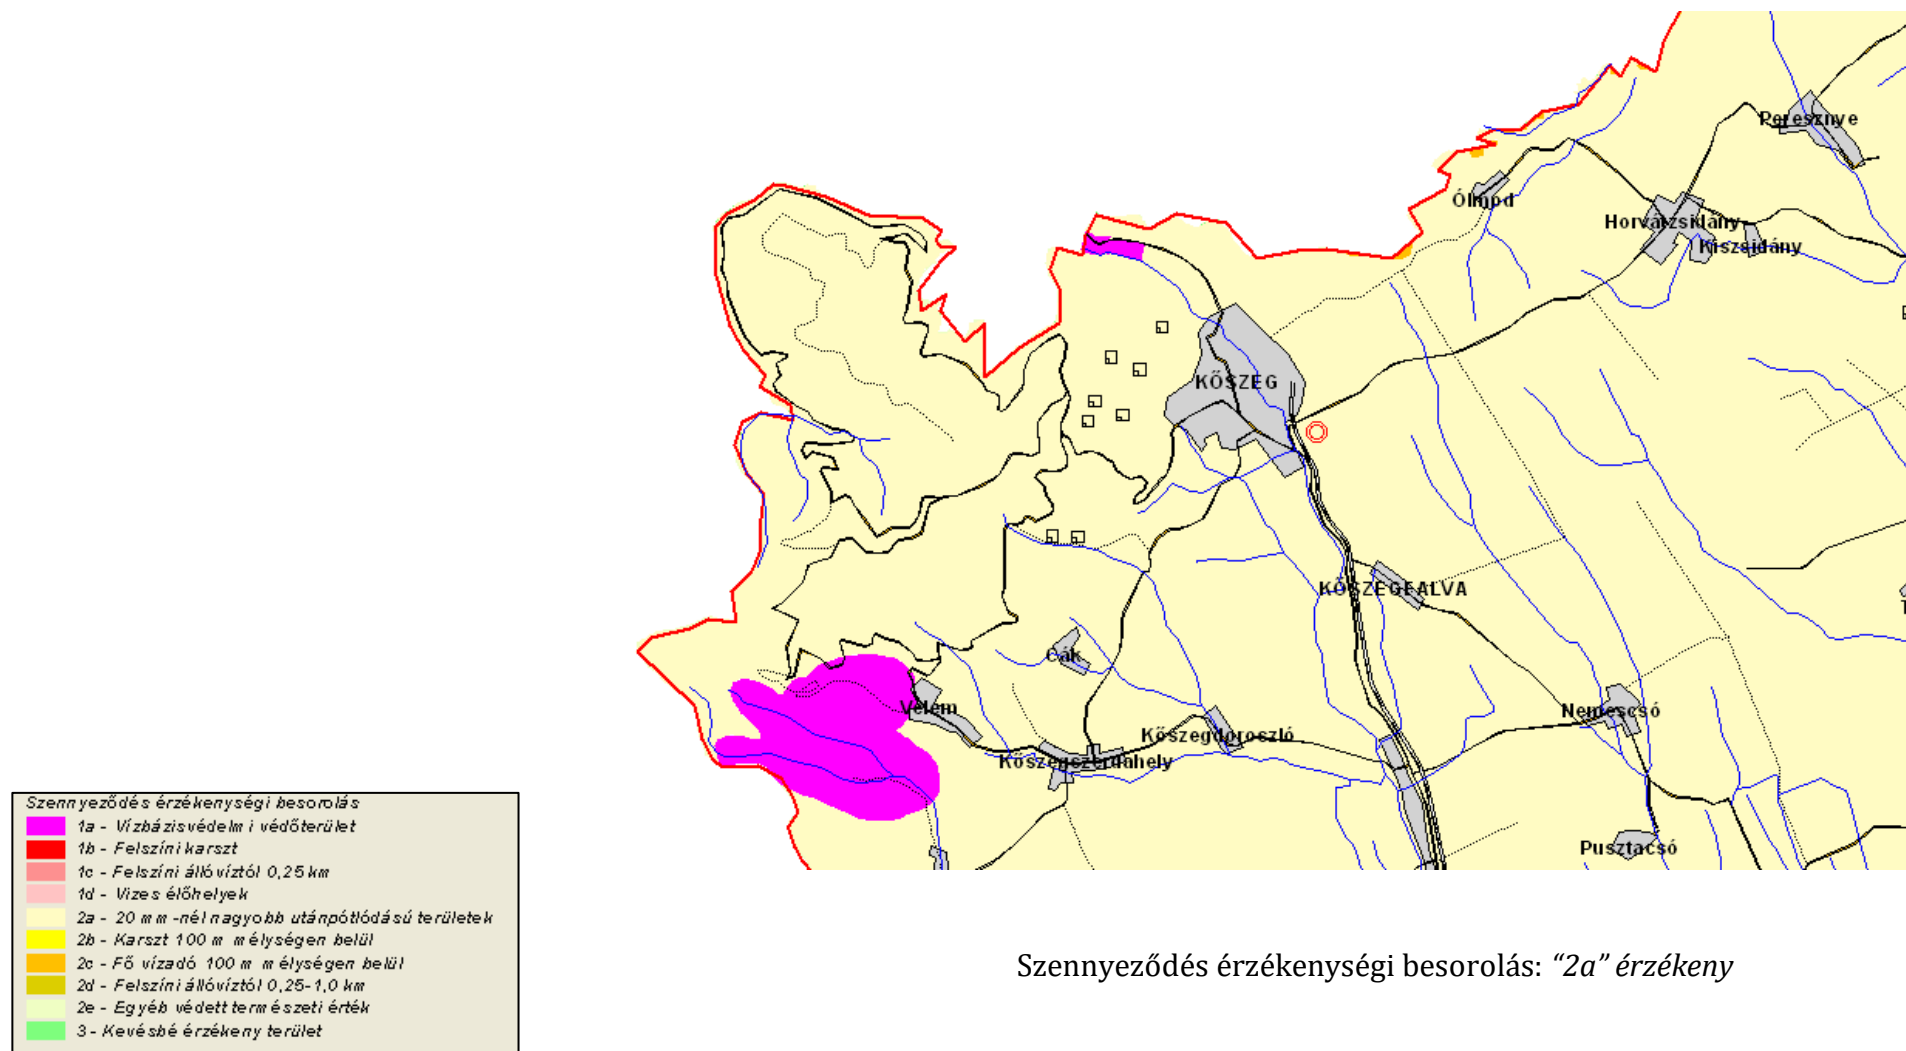 Peresznye
Ólmod
Horvátzsidány
Kiszsidány
KŐSZEG
KŐSZEGFALVA
Cák
Velem
Nemescsó
Kőszegdoroszló
Kőszegszerdahely
Pusztacsó
Szennyeződés érzékenységi besorolás
1a - Vízbázisvédelmi védőterület
1b - Felszíni karszt
1c - Felszíni állóvíztól 0,25 km
1d - Vizes élőhelyek
2a - 20 mm-nél nagyobb utánpótlódású területek
2b - Karszt 100 m mélységen belül
2c - Fő vízadó 100 m mélységen belül
2d - Felszíni állóvíztól 0,25-1,0 km
2e - Egyéb védett természeti érték
3 - Kevésbé érzékeny terület
Szennyeződés érzékenységi besorolás: “2a” érzékeny